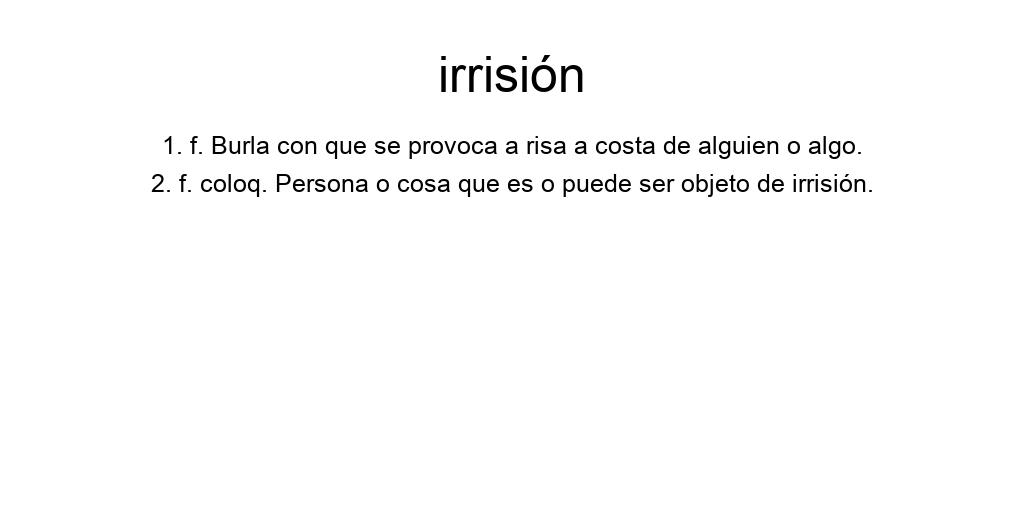 irrisión
1. f. Burla con que se provoca a risa a costa de alguien o algo.
2. f. coloq. Persona o cosa que es o puede ser objeto de irrisión.